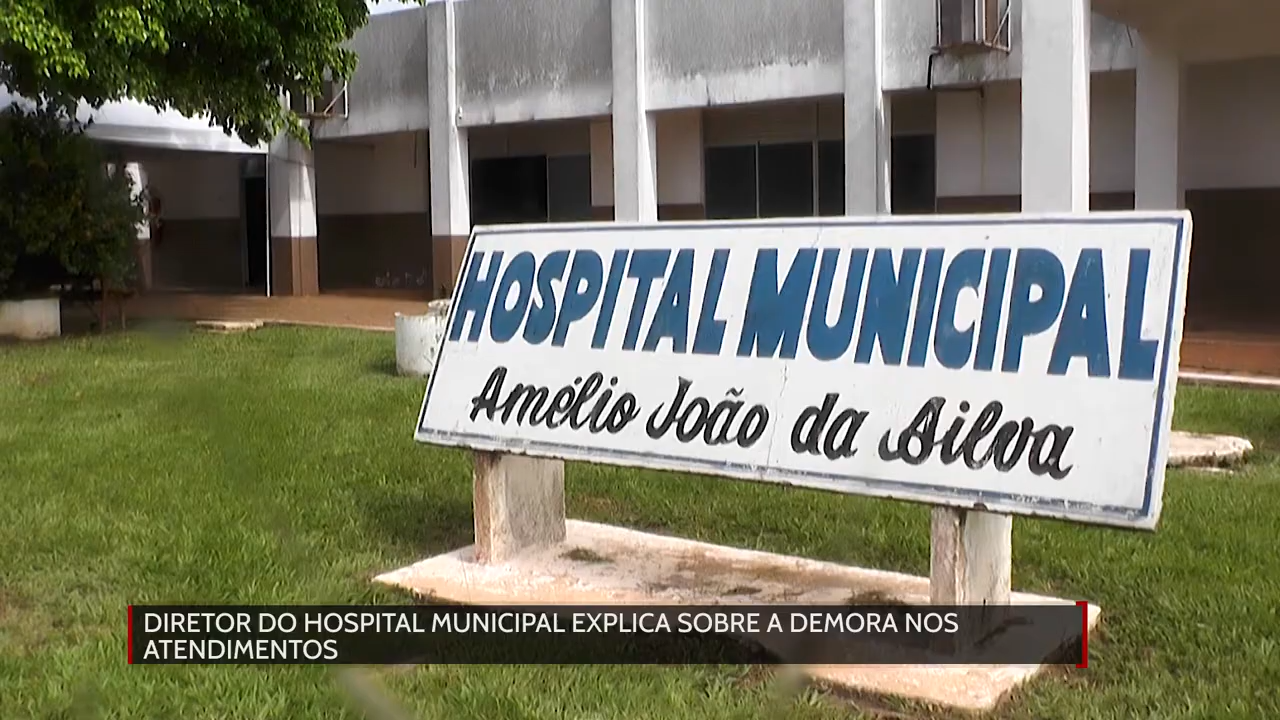 HOSPITAL MUNICIPAL
Amélio João da Silva
DIRETOR DO HOSPITAL MUNICIPAL EXPLICA SOBRE A DEMORA NOS
ATENDIMENTOS